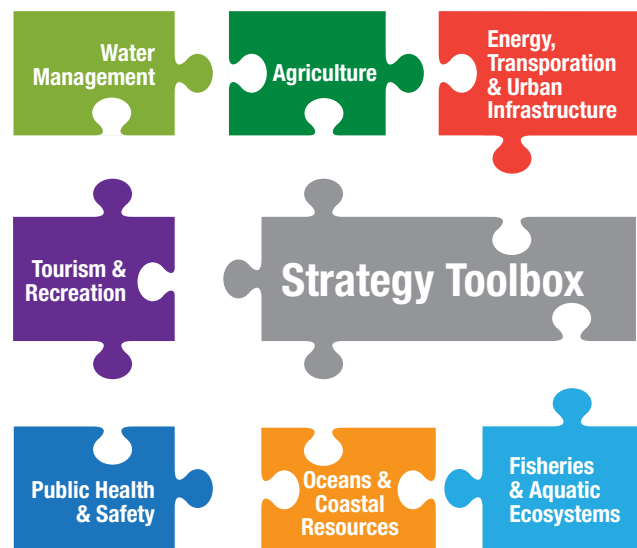 Water
Management
Agriculture
Energy,
Transporation
& Urban
Infrastructure
Tourism &
Recreation
Strategy Toolbox
Public Health
& Safety
Oceans &
Coastal
Resources
Fisheries
& Aquatic
Ecosystems